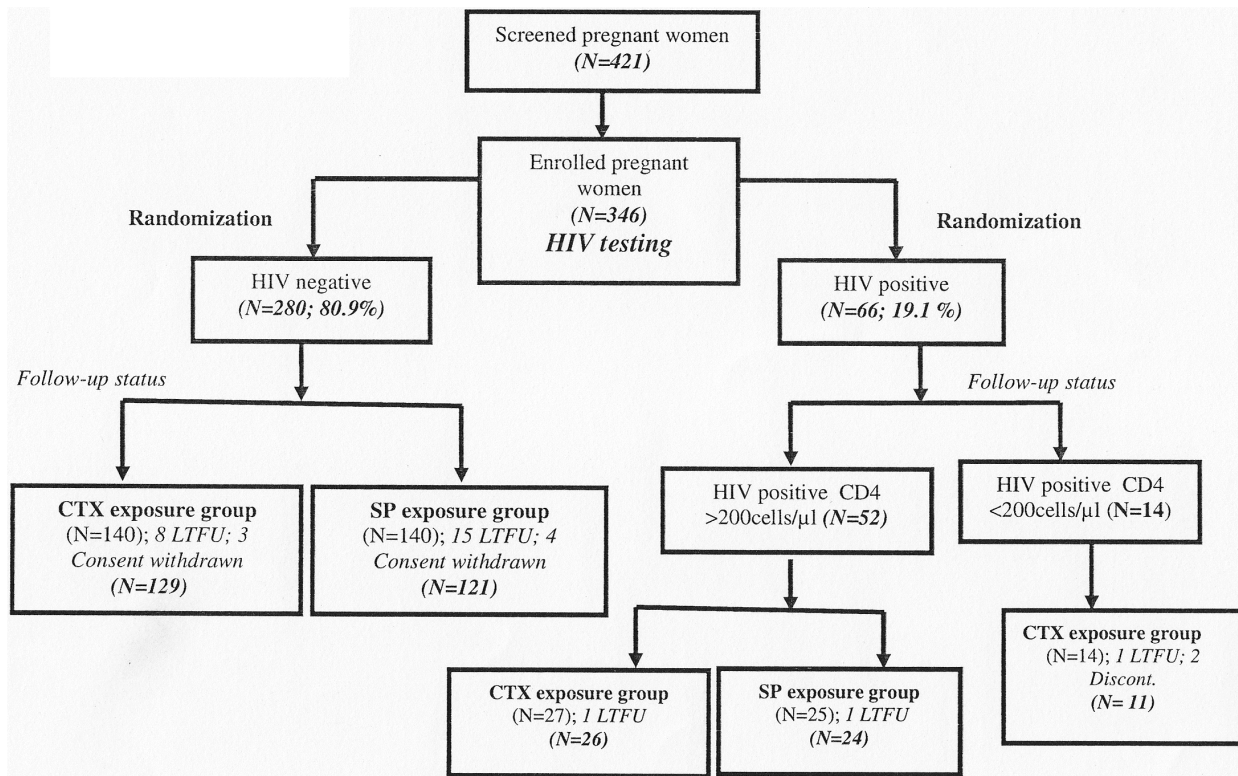 Screened pregnant women
(N=421)
Enrolled pregnant
women
(N=346)
HIV testing
Randomization
Randomization
HIV negative
(N=280; 80.9%)
HIV positive
(N=66; 19.1 %)
Follow-up status
Follow-up status
CTX exposure group
(N=140); 8 LTFU; 3
Consent withdrawn
(N=129)
SP exposure group
(N=140); 15 LTFU; 4
Consent withdrawn
(N=121)
HIV positive CD4
>200cells/µl (N=52)
HIV positive CD4
<200cells/µl (N=14)
CTX exposure group
(N=27); 1 LTFU
(N=26)
SP exposure group
(N=25); 1 LTFU
(N=24)
CTX exposure group
(N=14); 1 LTFU; 2
Discont.
(N= 11)